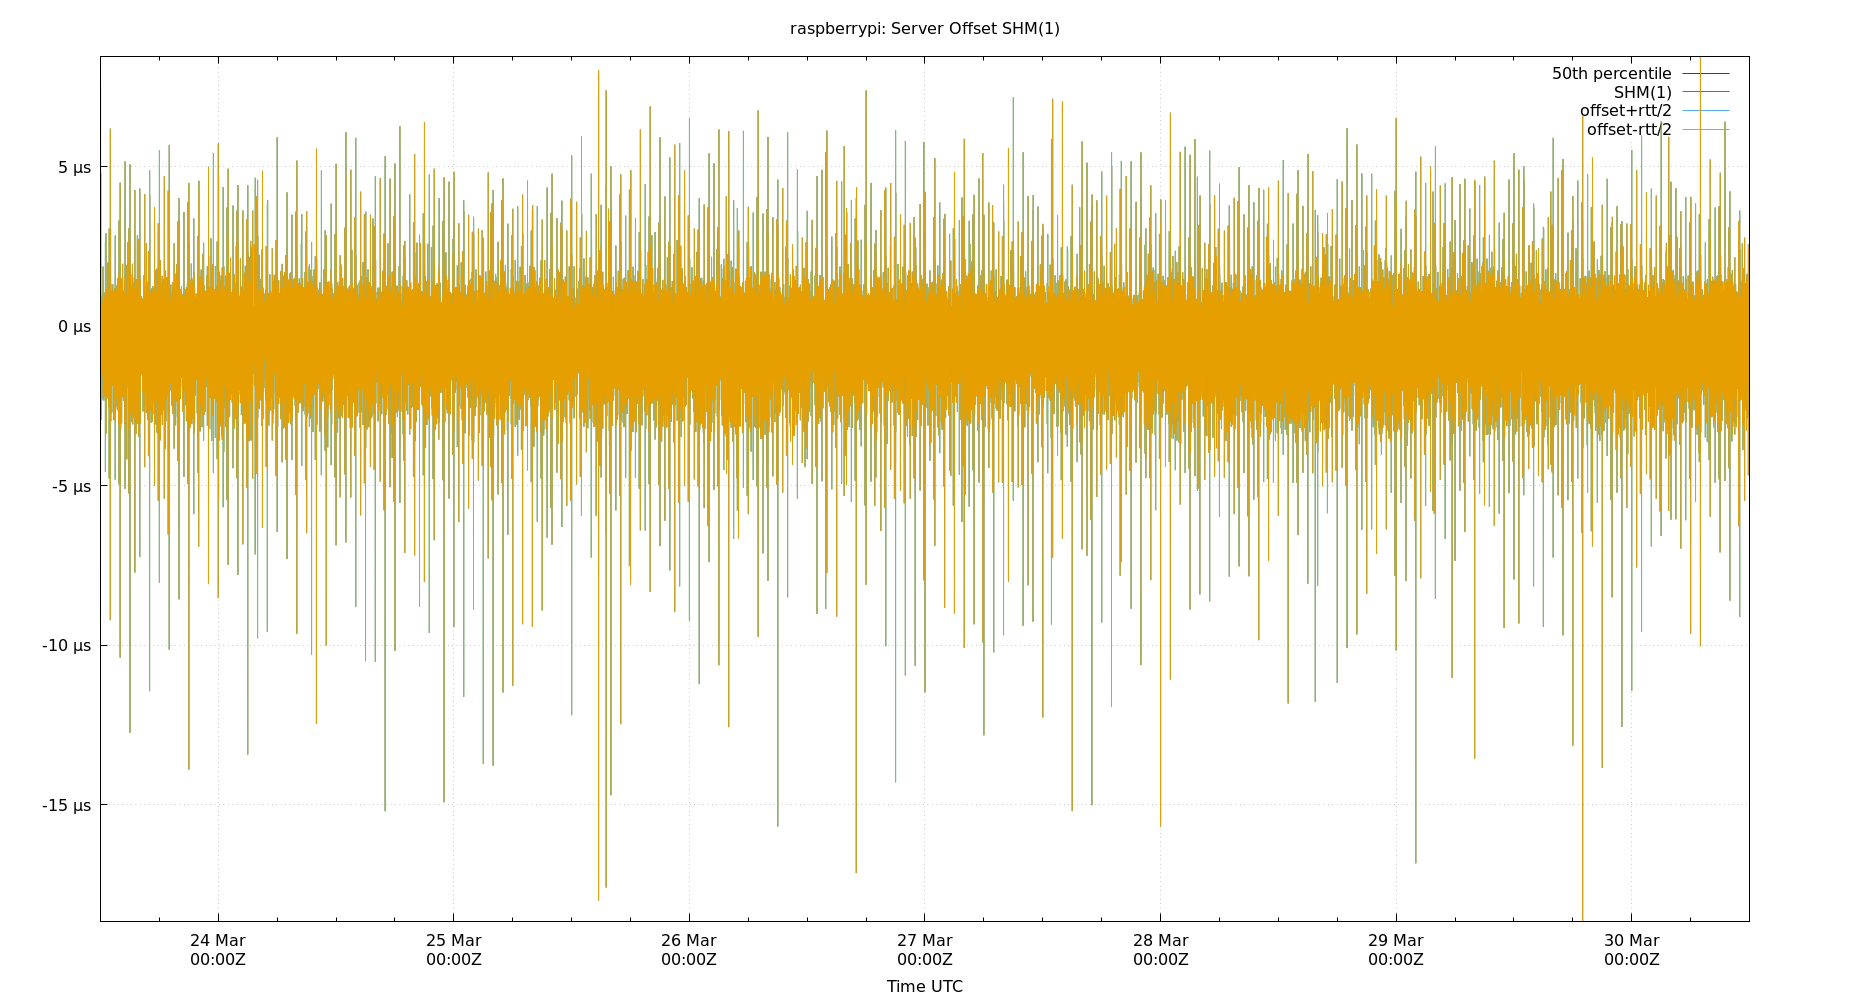 raspberrypi: Server Offset SHM(1)
50th percentile
SHM(1)
offset+rtt/2
offset-rtt/2
5 µs
0 µs
-5 µs
-10 µs
-15 µs
24 Mar
00:00Z
25 Mar
00:00Z
26 Mar
00:00Z
27 Mar
00:00Z
28 Mar
00:00Z
29 Mar
00:00Z
30 Mar
00:00Z
Time UTC